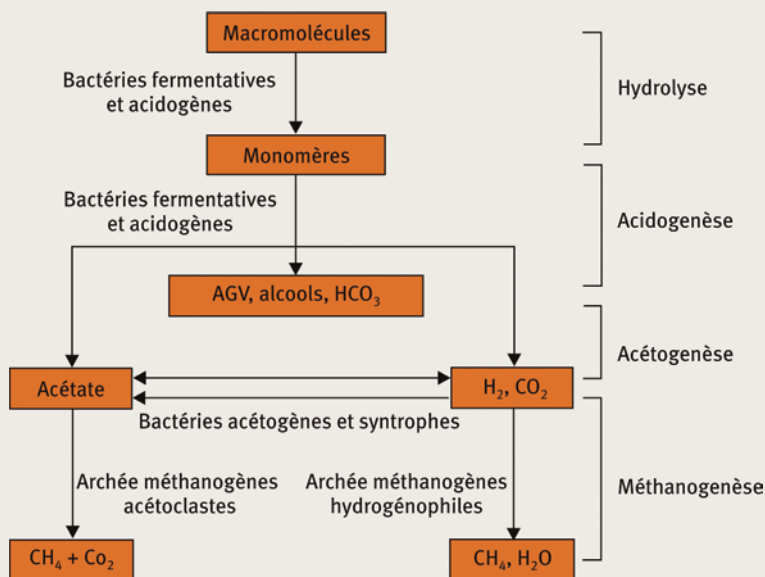 Macromolécules
Bactéries fermentatives
et acidogènes
Hydrolyse
Monomères
Bactéries fermentatives
et acidogènes
Acidogenèse
AGV, alcools, HCO₃
Acétogenèse
Acétate
H₂, CO₂
Bactéries acétogènes et syntrophes
Archée méthanogènes
acétoclastes
Archée méthanogènes
hydrogénophiles
Méthanogenèse
CH₄ + Co₂
CH₄, H₂O